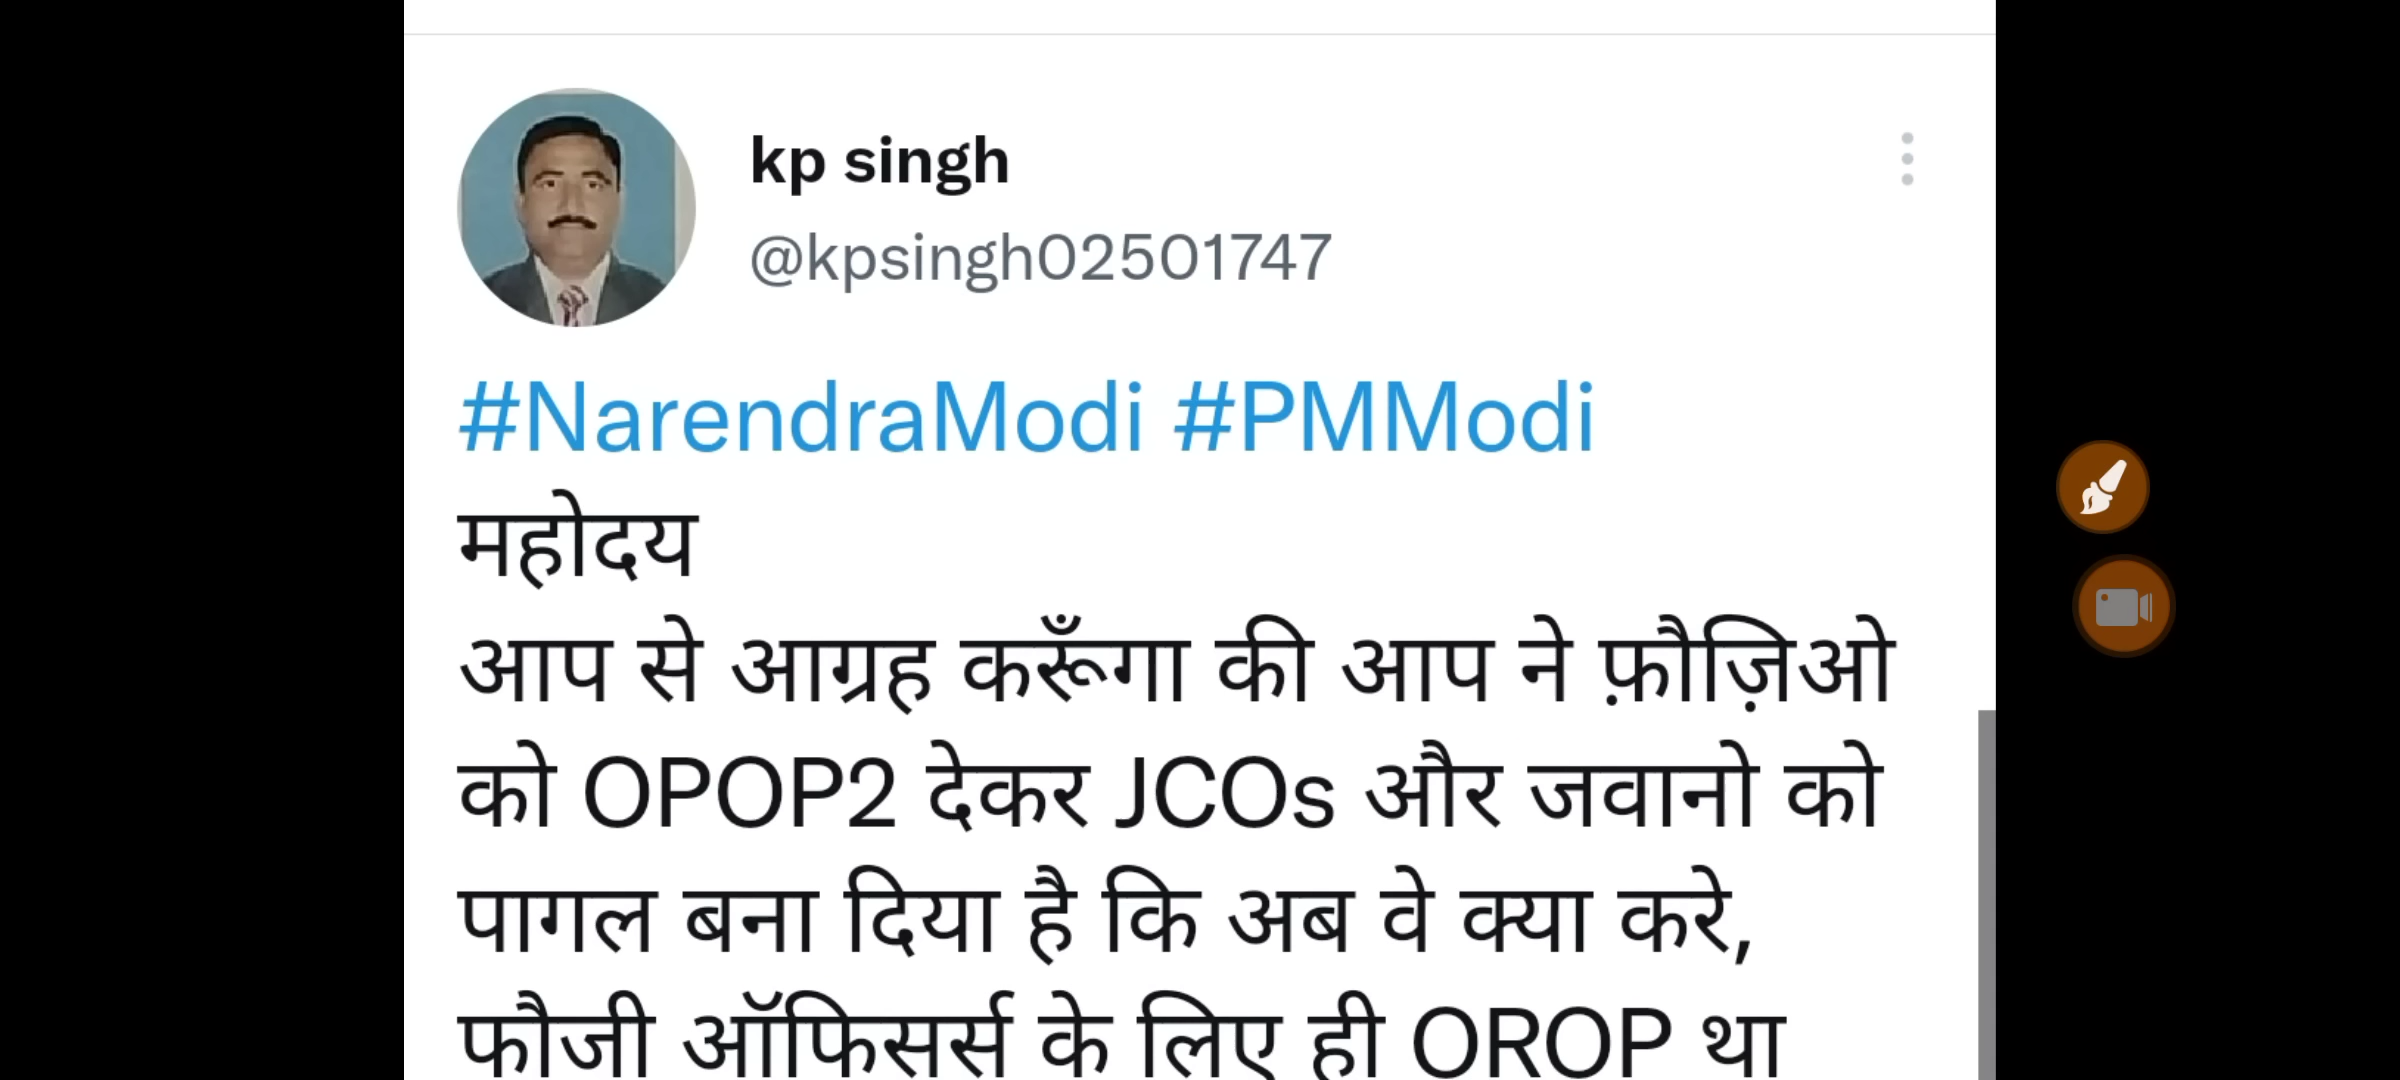 kp singh
@kpsingh02501747
#NarendraModi #PMModi
महोदय
आप से आग्रह करूँगा की आप ने फ़ौज़िओ
को OPOP2 देकर JCOs और जवानो को
पागल बना दिया है कि अब वे क्या करे,
फौजी ऑफिसर्स के लिए ही OROP था